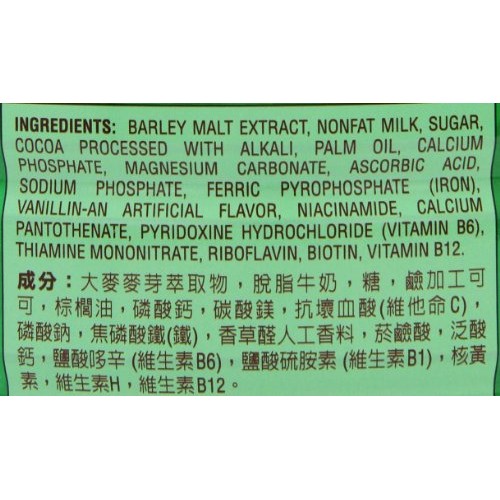 INGREDIENTS: BARLEY MALT EXTRACT, NONFAT MILK, SUGAR,
COCOA PROCESSED WITH ALKALI, PALM OIL, CALCIUM
PHOSPHATE, MAGNESIUM CARBONATE, ASCORBIC ACID,
SODIUM PHOSPHATE, FERRIC PYROPHOSPHATE (IRON),
VANILLIN-AN ARTIFICIAL FLAVOR, NIACINAMIDE, CALCIUM
PANTOTHENATE, PYRIDOXINE HYDROCHLORIDE (VITAMIN B6),
THIAMINE MONONITRATE, RIBOFLAVIN, BIOTIN, VITAMIN B12.
成分：大麥麥芽萃取物，脫脂牛奶，糖，鹼加工可
可，棕櫚油，磷酸鈣，碳酸鎂，抗壞血酸(維他命C)，
磷酸鈉，焦磷酸鐵(鐵)，香草醛人工香料，菸鹼酸，泛酸
鈣，鹽酸哆辛 (維生素B6)，鹽酸硫胺素 (維生素B1)，核黃
素，維生素H，維生素B12。